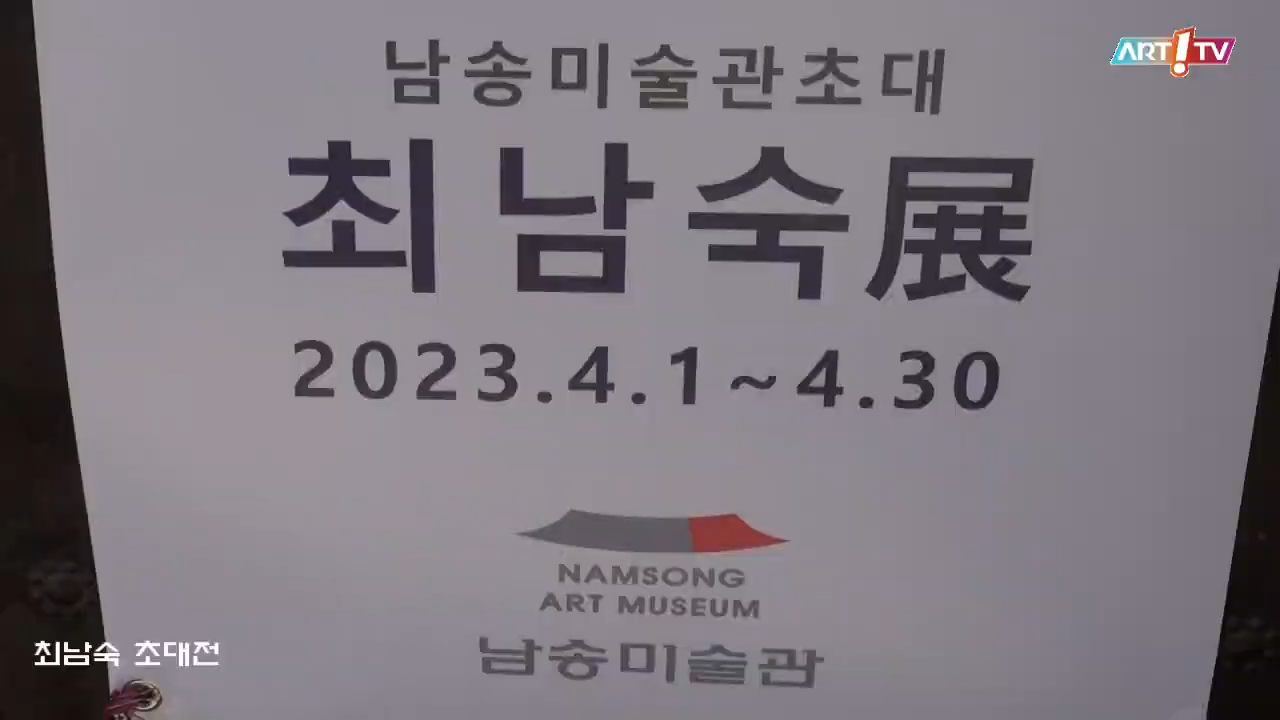 ART!TV
남송미술관초대
최남숙展
2023.4.1~4.30
NAMSONG
ART MUSEUM
남송미술관
최남숙 초대전